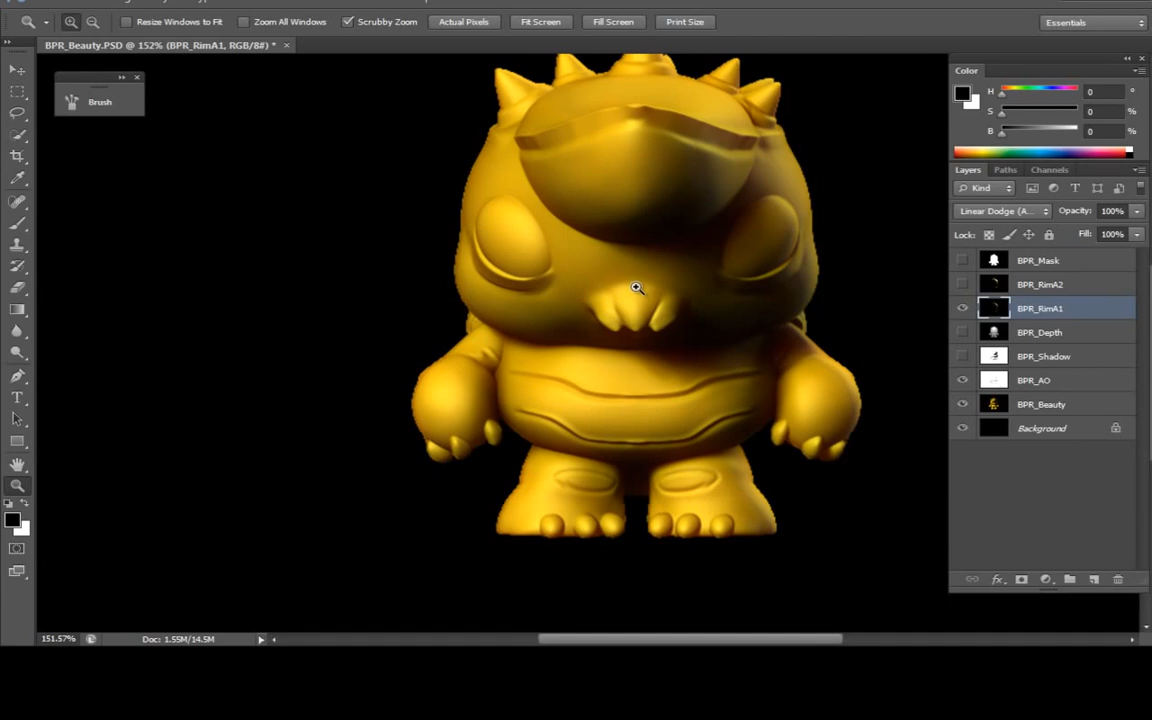 Resize Windows to Fit
Zoom All Windows
Scrubby Zoom
Actual Pixels
Fit Screen
Fill Screen
Print Size
Essentials
BPR_Beauty.PSD @ 152% (BPR_RimA1, RGB/8#) *
Brush
Color
H
0
°
S
0
%
B
0
%
Layers
Paths
Channels
Kind
Linear Dodge (A...
Opacity:
100%
Lock:
Fill:
100%
BPR_Mask
BPR_RimA2
BPR_RimA1
BPR_Depth
BPR_Shadow
BPR_AO
BPR_Beauty
Background
151.57%
Doc: 1.55M/14.5M